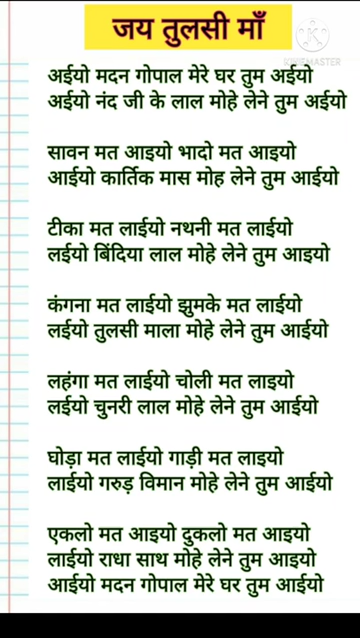 जय तुलसी माँ
KINEMASTER
अईयो मदन गोपाल मेरे घर तुम अईयो
अईयो नंद जी के लाल मोहे लेने तुम अईयो
सावन मत आइयो भादो मत आइयो
आईयो कार्तिक मास मोह लेने तुम आईयो
टीका मत लाईयो नथनी मत लाईयो
लईयो बिंदिया लाल मोहे लेने तुम आइयो
कंगना मत लाईयो झुमके मत लाईयो
लईयो तुलसी माला मोहे लेने तुम आईयो
लहंगा मत लाईयो चोली मत लाइयो
लईयो चुनरी लाल मोहे लेने तुम आईयो
घोड़ा मत लाईयो गाड़ी मत लाइयो
लाईयो गरुड़ विमान मोहे लेने तुम आईयो
एकलो मत आइयो दुकलो मत आइयो
लाईयो राधा साथ मोहे लेने तुम आइयो
आईयो मदन गोपाल मेरे घर तुम आईयो